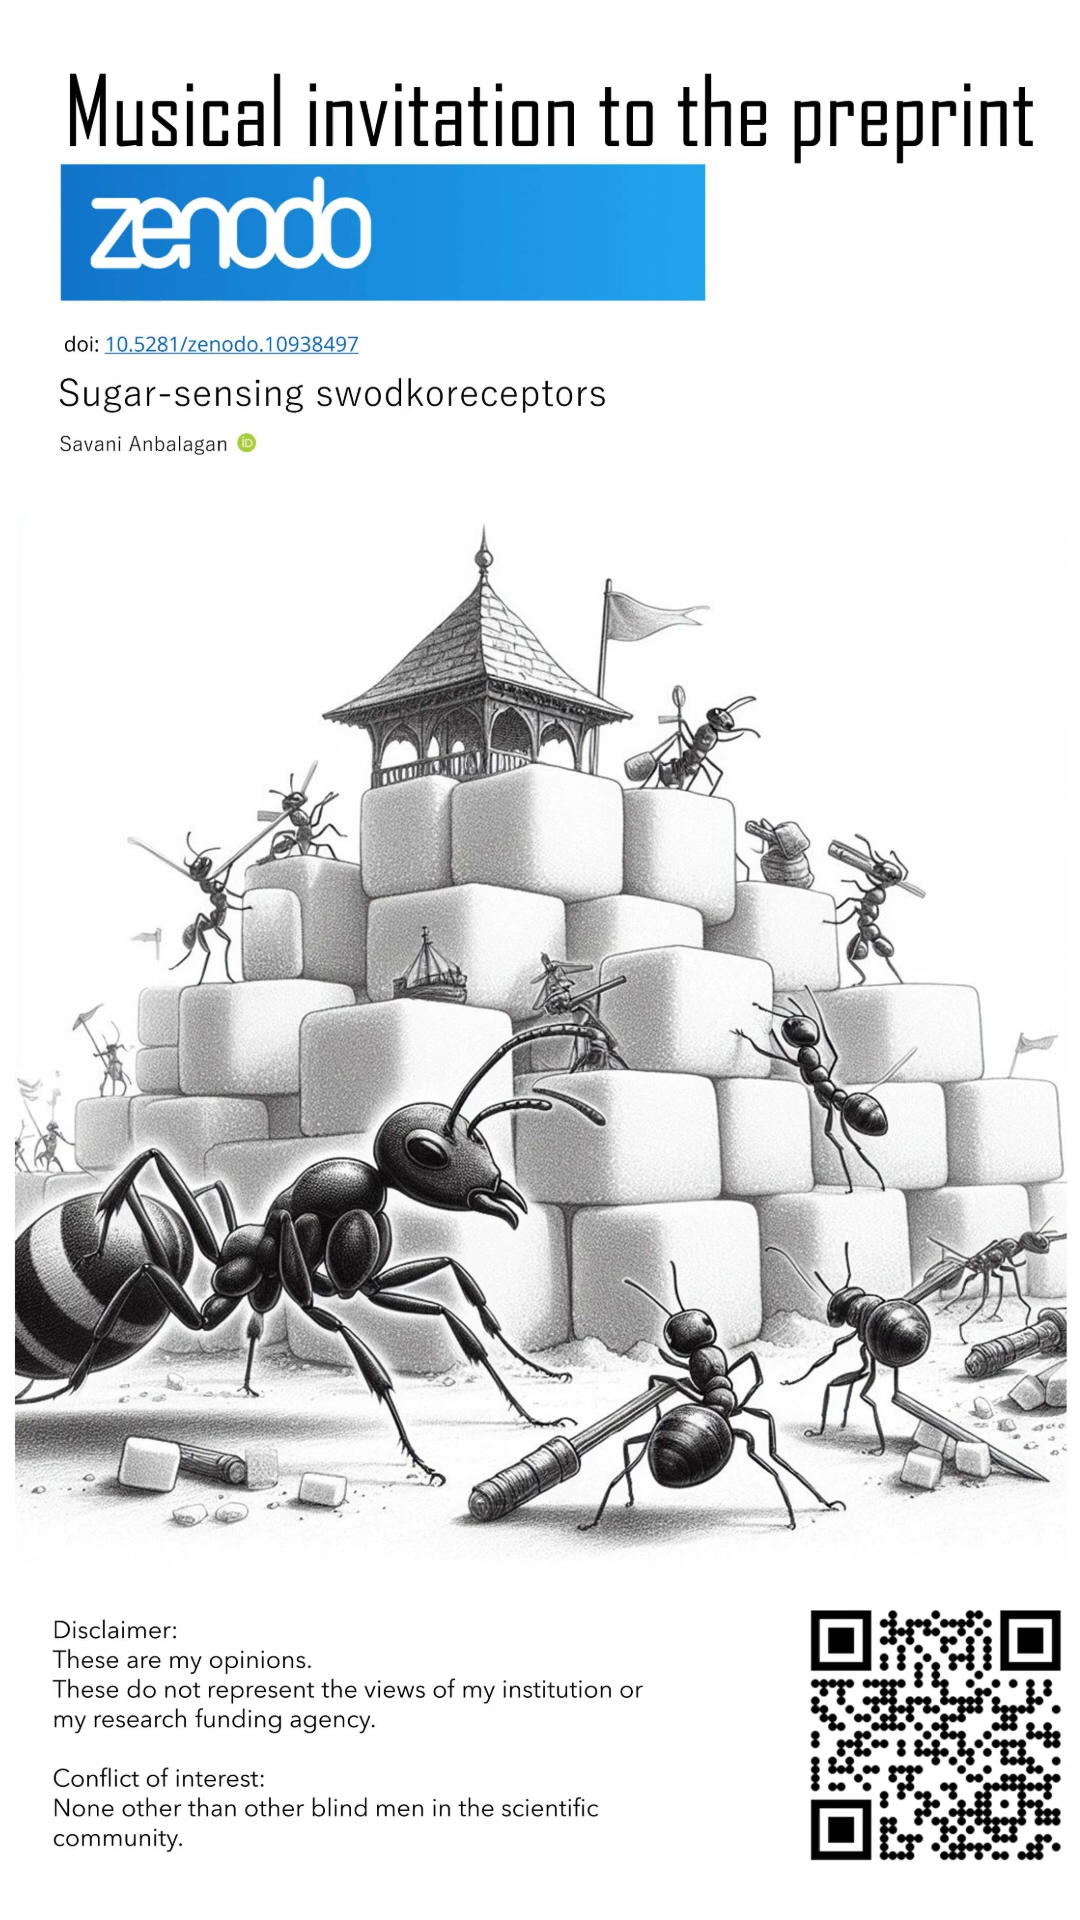 Musical invitation to the preprint
zenodo
doi: 10.5281/zenodo.10938497
Sugar-sensing swodkoreceptors
Savani Anbalagan iD
Disclaimer:
These are my opinions.
These do not represent the views of my institution or
my research funding agency.
Conflict of interest:
None other than other blind men in the scientific
community.